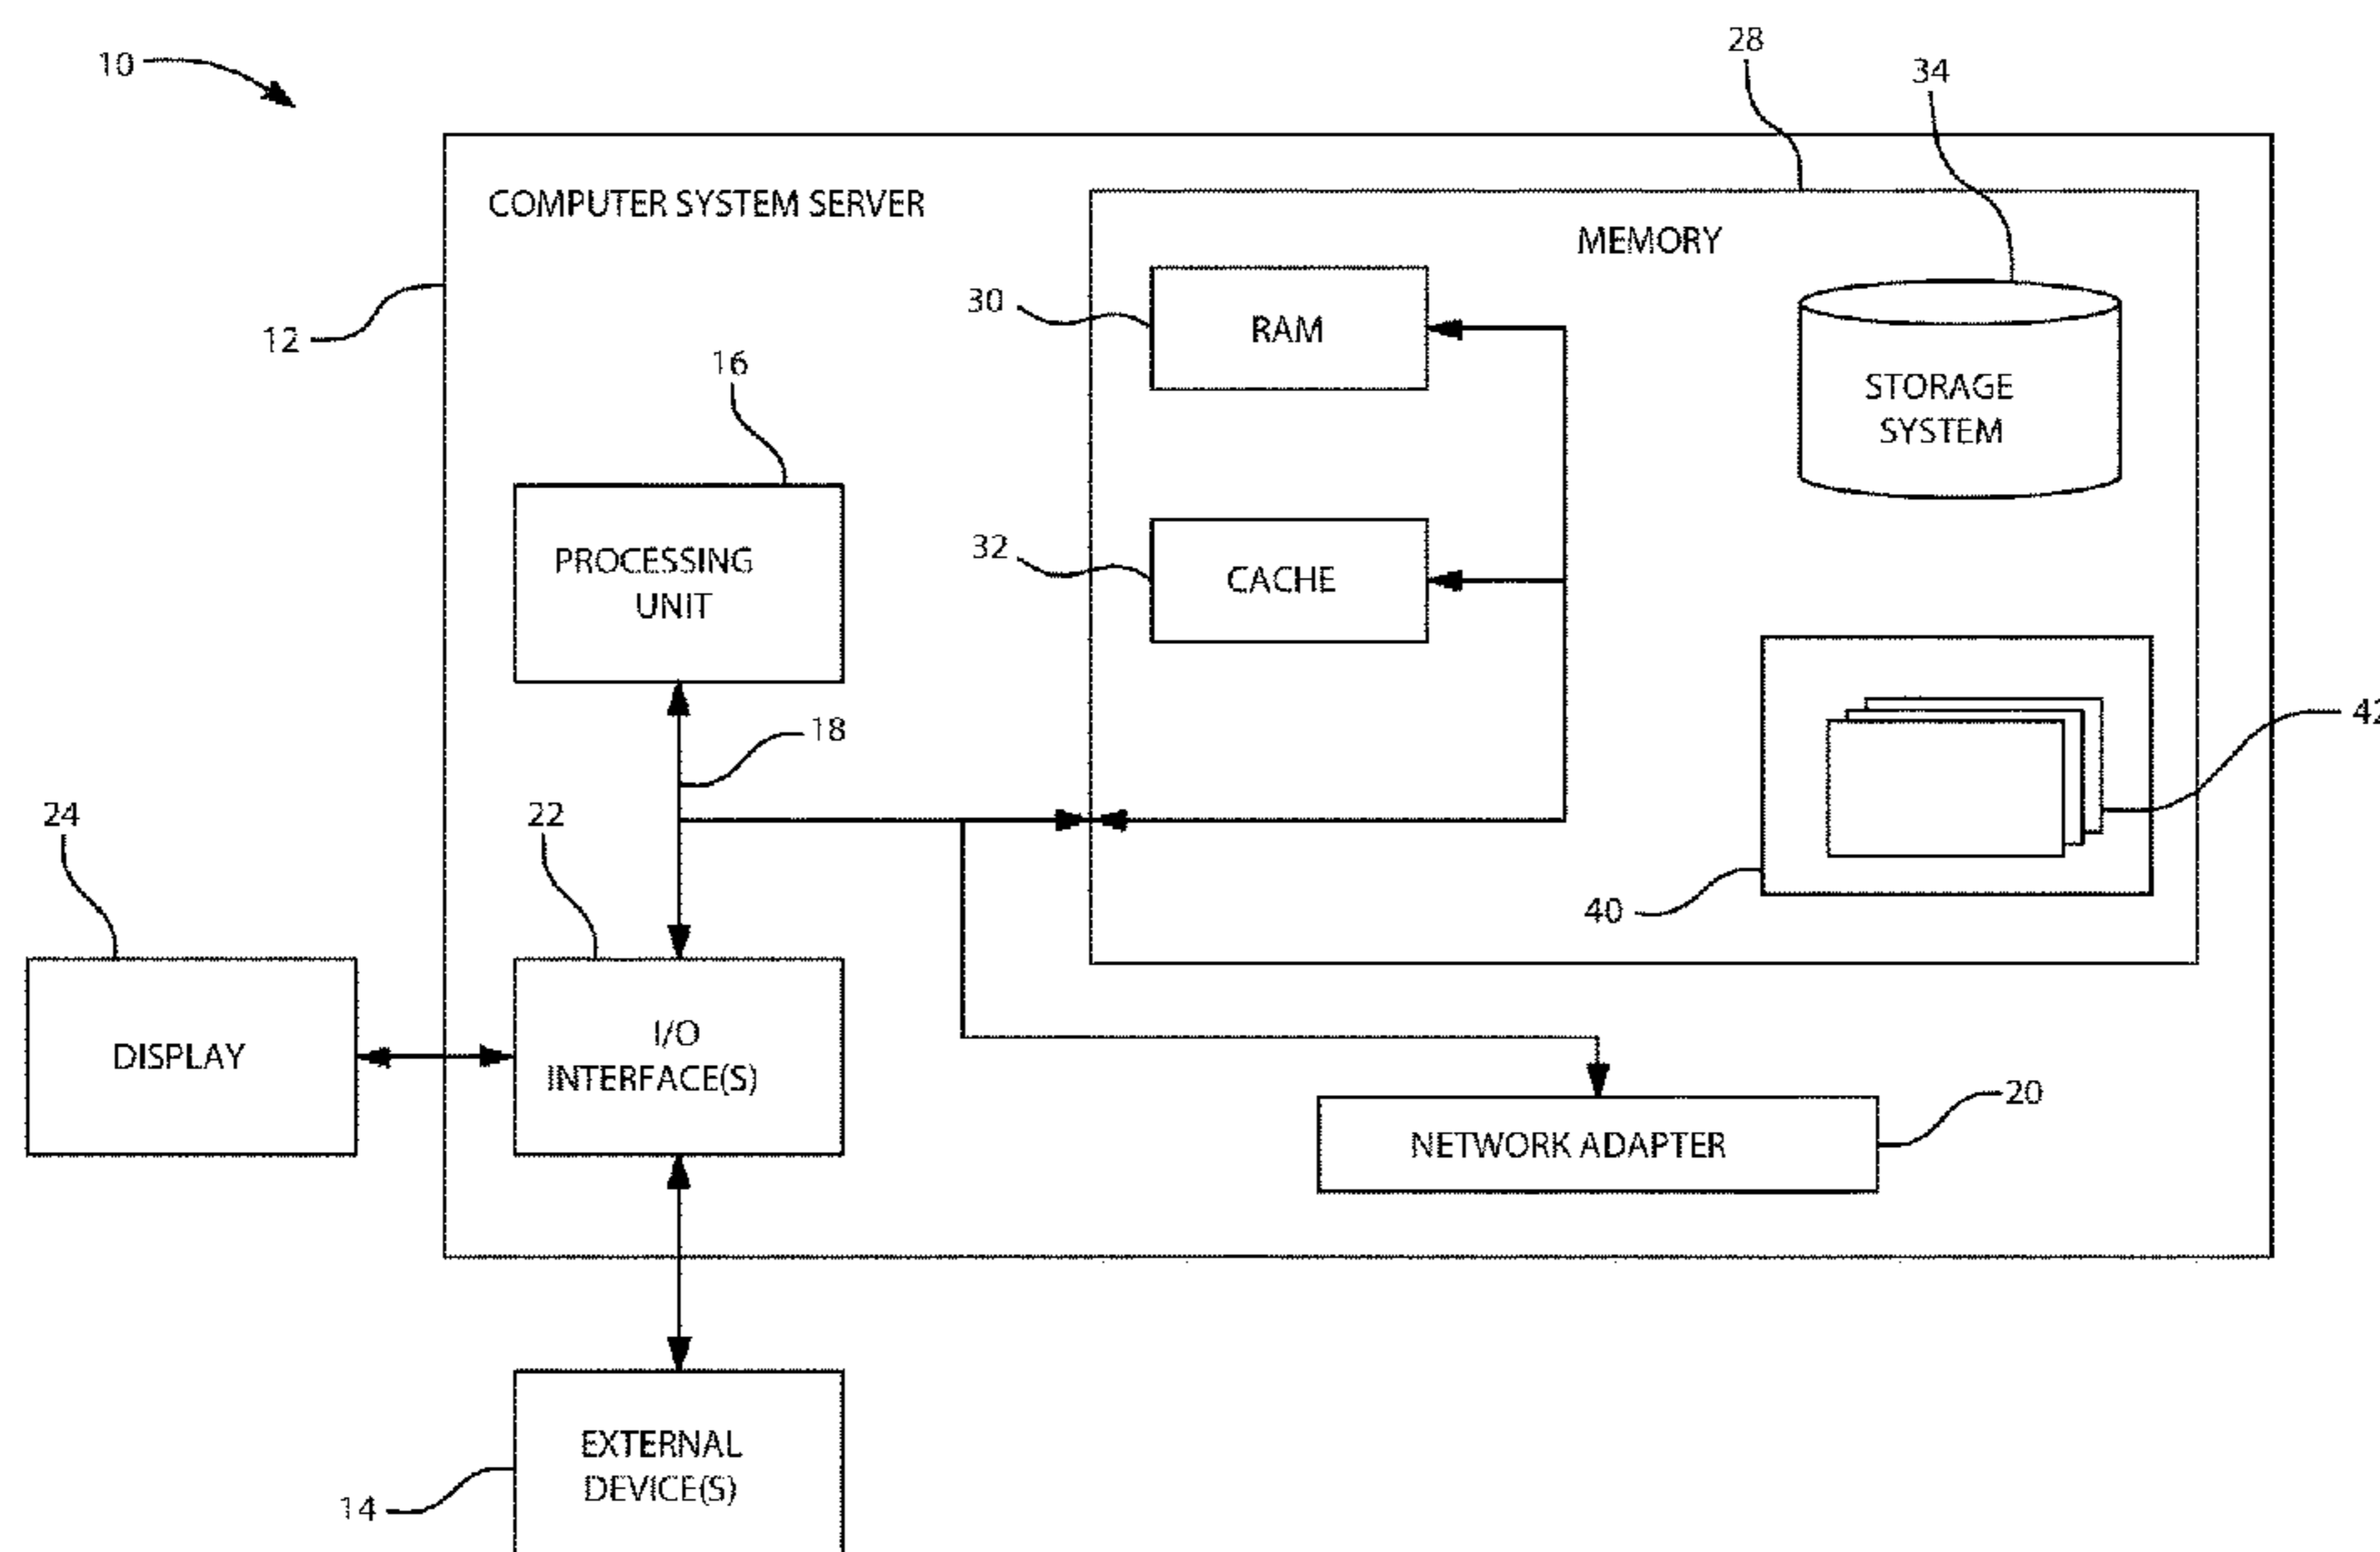 10
28
34
COMPUTER SYSTEM SERVER
MEMORY
12
30
RAM
STORAGE
SYSTEM
16
32
CACHE
PROCESSING
UNIT
18
42
24
22
40
DISPLAY
I/O
INTERFACE(S)
20
NETWORK ADAPTER
EXTERNAL
DEVICE(S)
14